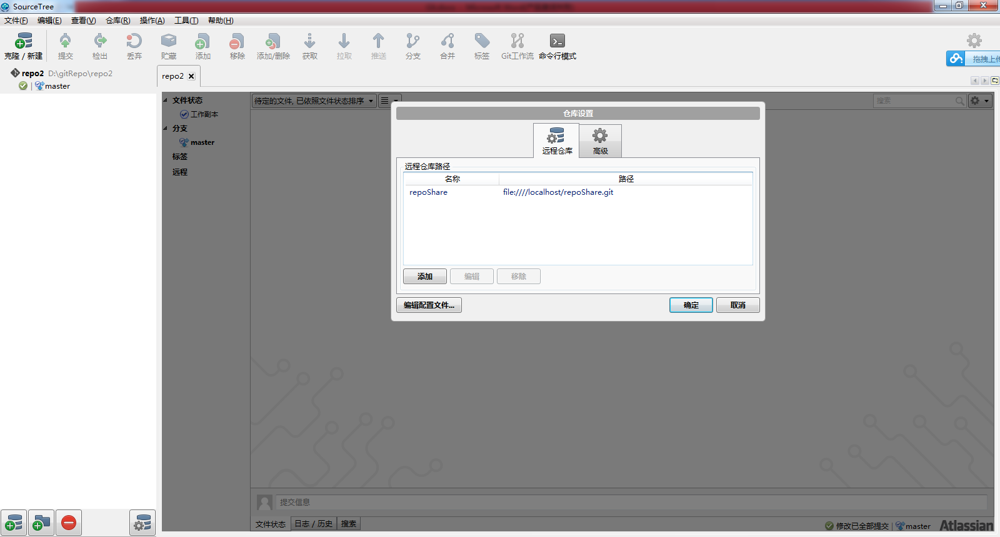 SourceTree
文件(F) 编辑(E) 查看(V) 仓库(R) 操作(A) 工具(T) 帮助(H)
克隆 / 新建 提交 检出 丢弃 贮藏 添加 移除 添加/删除 获取 拉取 推送 分支 合并 标签 Git工作流 命令行模式
拖拽上传
repo2 D:\gitRepo\repo2
master
repo2
文件状态
工作副本
分支
master
标签
远程
待定的文件, 已依照文件状态排序
搜索
仓库设置
远程仓库 高级
远程仓库路径
名称 路径
repoShare file:////localhost/repoShare.git
添加 编辑 移除
编辑配置文件... 确定 取消
提交信息
文件状态 日志 / 历史 搜索
修改已全部提交 master Atlassian